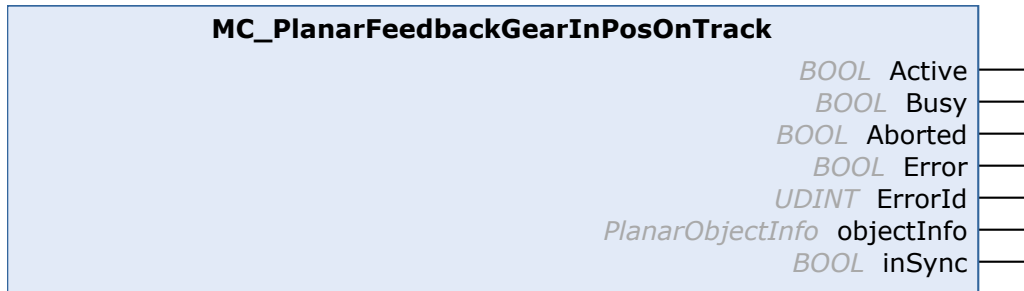 MC_PlanarFeedbackGearInPosOnTrack
BOOL Active
BOOL Busy
BOOL Aborted
BOOL Error
UDINT ErrorId
PlanarObjectInfo objectInfo
BOOL inSync